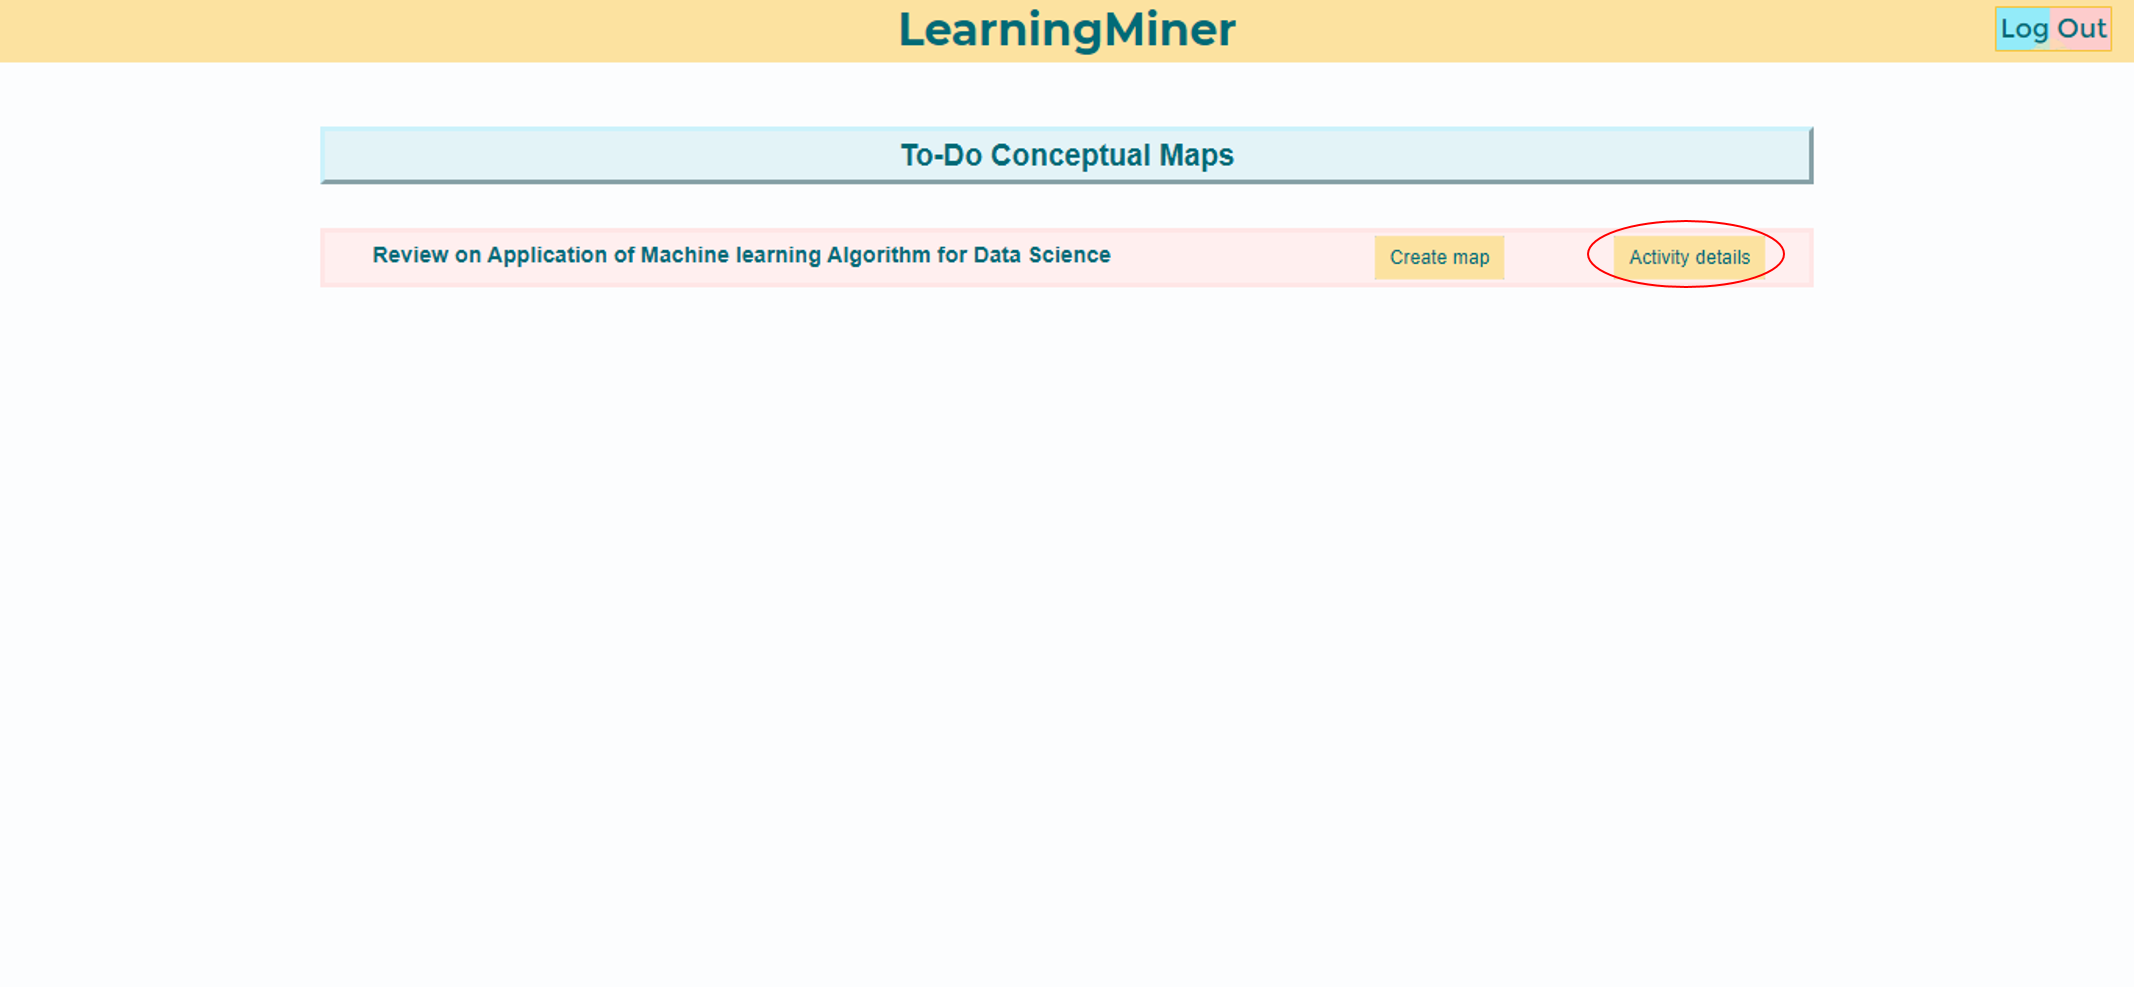 LearningMiner
Log Out
To-Do Conceptual Maps
Review on Application of Machine learning Algorithm for Data Science
Create map
Activity details